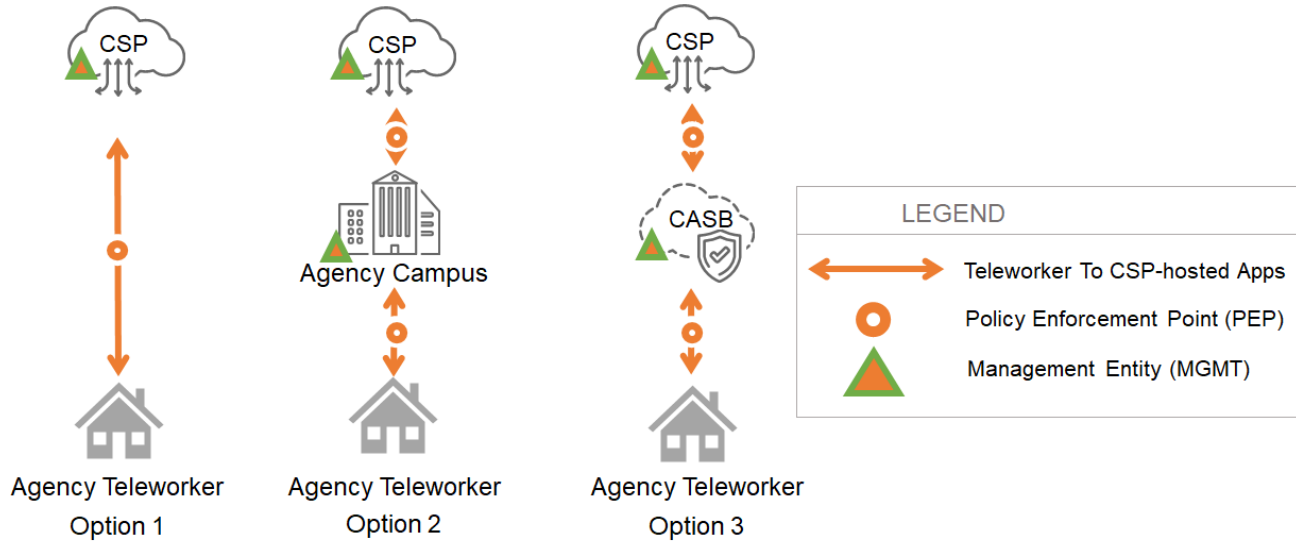 CSP
CSP
CSP
Agency Campus
CASB
LEGEND
Teleworker To CSP-hosted Apps
Policy Enforcement Point (PEP)
Management Entity (MGMT)
Agency Teleworker
Option 1
Agency Teleworker
Option 2
Agency Teleworker
Option 3